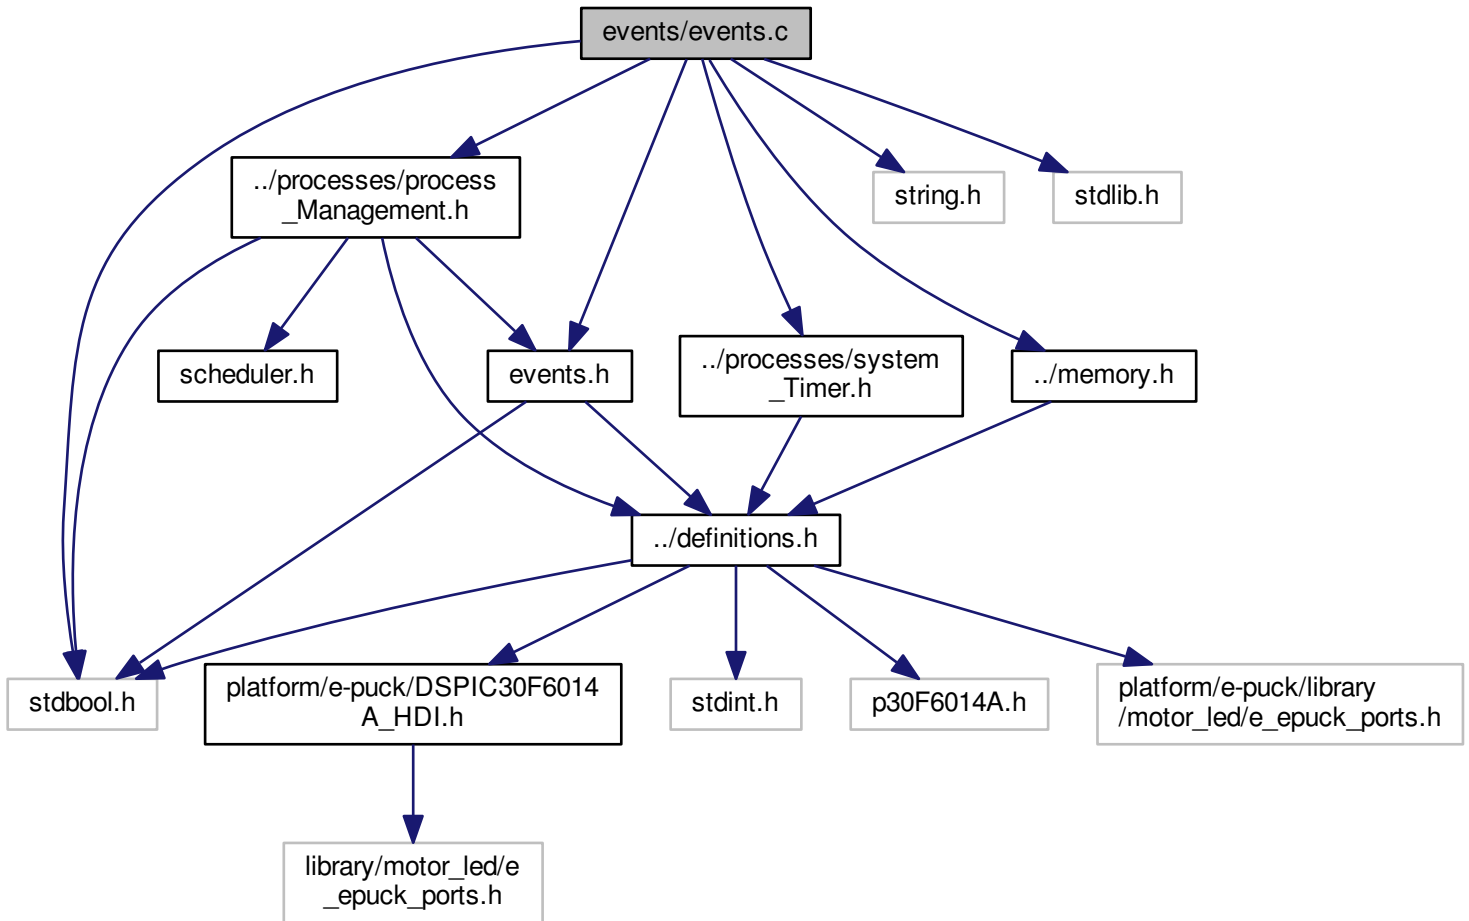 events/events.c
../processes/process
_Management.h
string.h
stdlib.h
scheduler.h
events.h
../processes/system
_Timer.h
../memory.h
../definitions.h
stdbool.h
platform/e-puck/DSPIC30F6014
A_HDI.h
stdint.h
p30F6014A.h
platform/e-puck/library
/motor_led/e_epuck_ports.h
library/motor_led/e
_epuck_ports.h